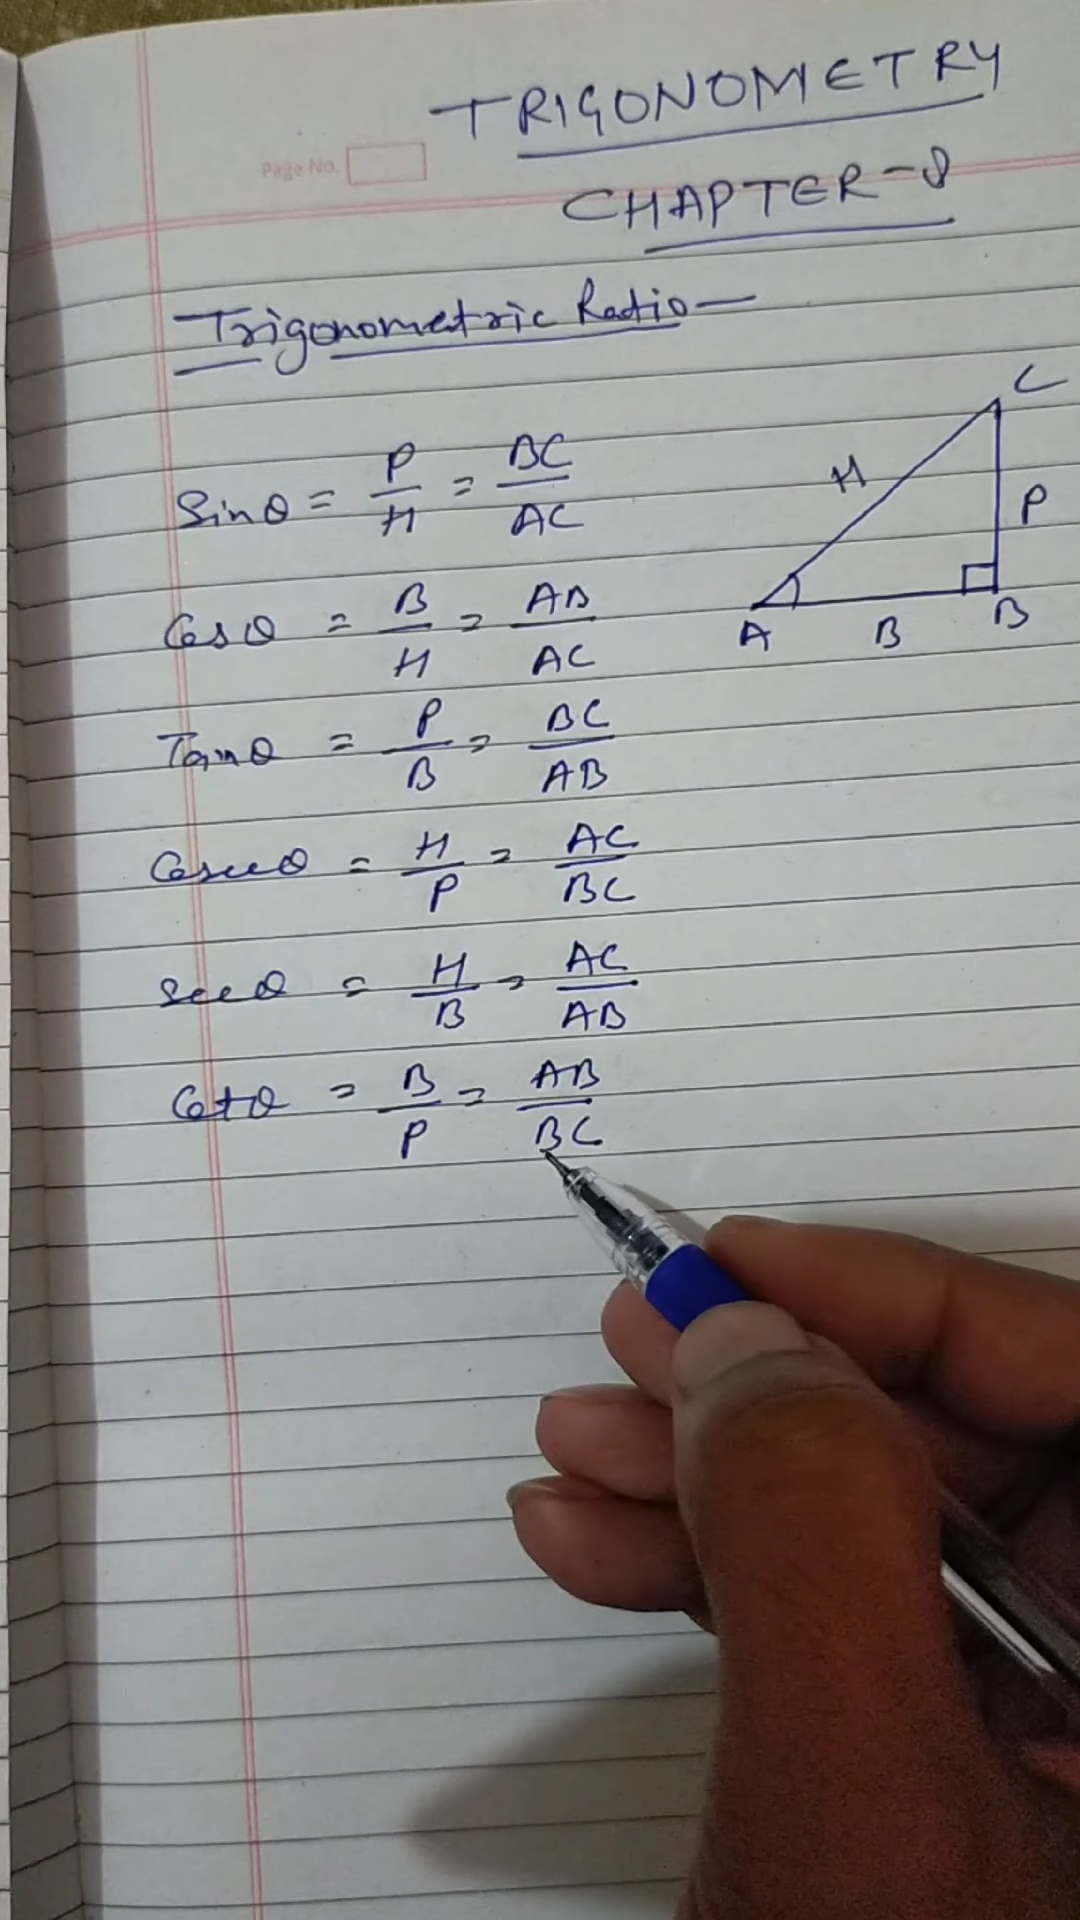 TRIGONOMETRY
Page No.
CHAPTER-8
Trigonometric Ratio—
Sinθ = P/H = BC/AC
Cosθ = B/H = AB/AC
Tanθ = P/B = BC/AB
Cosecθ = H/P = AC/BC
Secθ = H/B = AC/AB
Cotθ = B/P = AB/BC
C
H
P
A
B
B